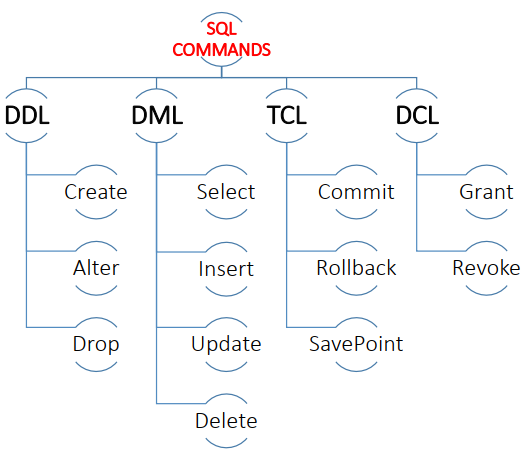 SQL
COMMANDS
DDL
DML
TCL
DCL
Create
Select
Commit
Grant
Alter
Insert
Rollback
Revoke
Drop
Update
SavePoint
Delete